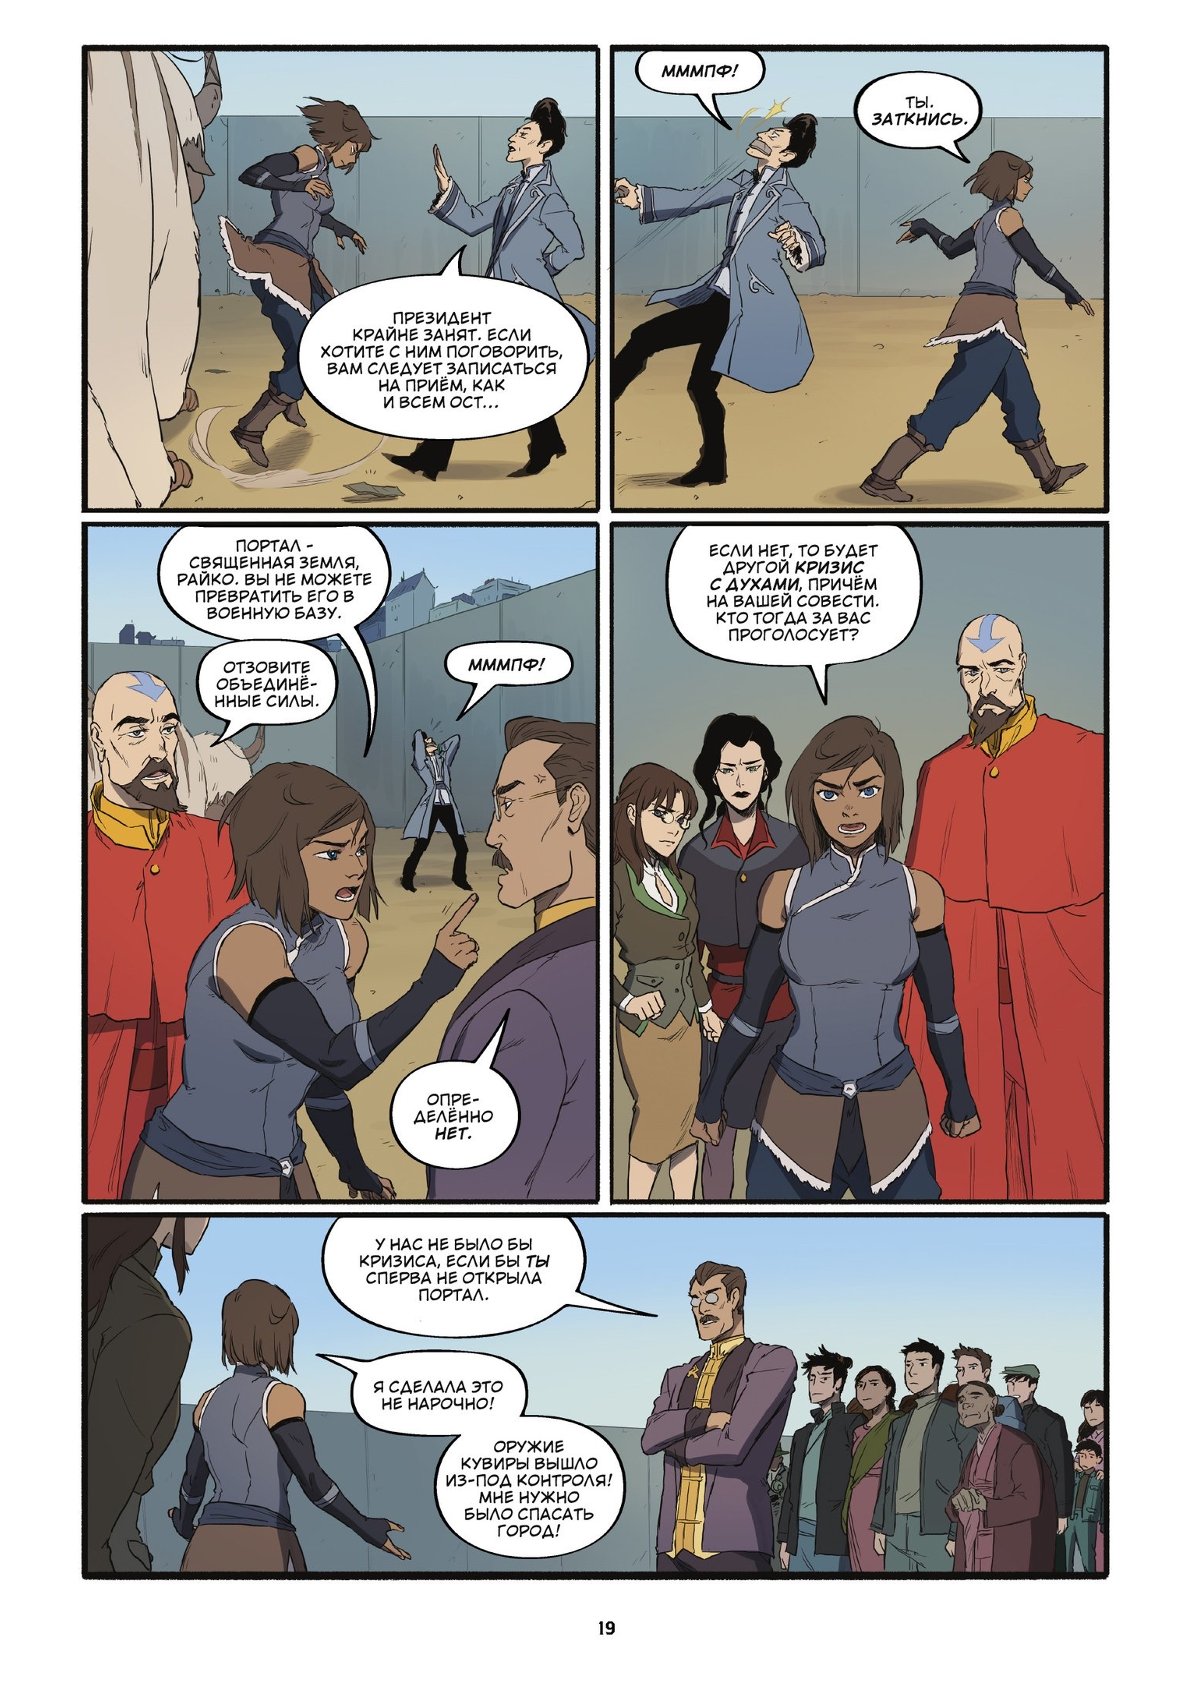 ПРЕЗИДЕНТ
КРАЙНЕ ЗАНЯТ. ЕСЛИ
ХОТИТЕ С НИМ ПОГОВОРИТЬ,
ВАМ СЛЕДУЕТ ЗАПИСАТЬСЯ
НА ПРИЁМ, КАК
И ВСЕМ ОСТ...
МММПФ!
ТЫ.
ЗАТКНИСЬ.
ПОРТАЛ -
СВЯЩЕННАЯ ЗЕМЛЯ,
РАЙКО. ВЫ НЕ МОЖЕТЕ
ПРЕВРАТИТЬ ЕГО В
ВОЕННУЮ БАЗУ.
ОТЗОВИТЕ
ОБЪЕДИНЁ-
ННЫЕ СИЛЫ.
МММПФ!
ОПРЕ-
ДЕЛЁННО
НЕТ.
ЕСЛИ НЕТ, ТО БУДЕТ
ДРУГОЙ КРИЗИС
С ДУХАМИ, ПРИЧЁМ
НА ВАШЕЙ СОВЕСТИ.
КТО ТОГДА ЗА ВАС
ПРОГОЛОСУЕТ?
У НАС НЕ БЫЛО БЫ
КРИЗИСА, ЕСЛИ БЫ ТЫ
СПЕРВА НЕ ОТКРЫЛА
ПОРТАЛ.
Я СДЕЛАЛА ЭТО
НЕ НАРОЧНО!
ОРУЖИЕ
КУВИРЫ ВЫШЛО
ИЗ-ПОД КОНТРОЛЯ!
МНЕ НУЖНО
БЫЛО СПАСАТЬ
ГОРОД!
19